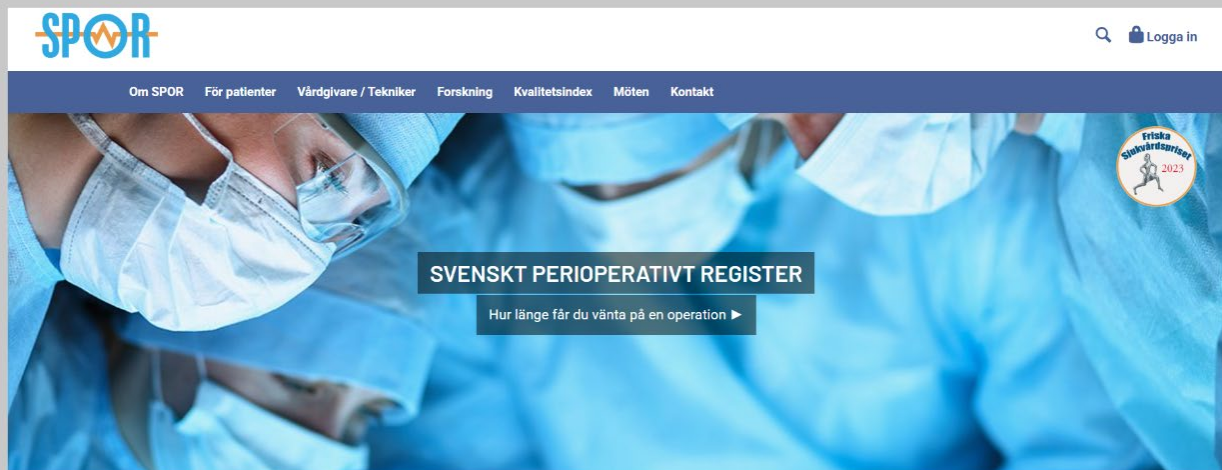 SPOR
Logga in
Om SPOR För patienter Vårdgivare / Tekniker Forskning Kvalitetsindex Möten Kontakt
Friska
Sjukvårdspriset
2023
SVENSKT PERIOPERATIVT REGISTER
Hur länge får du vänta på en operation ►